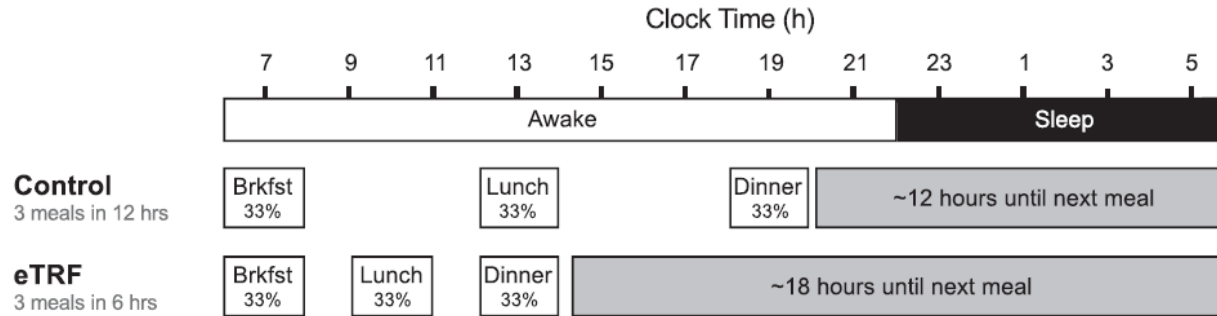 Clock Time (h)
7 9 11 13 15 17 19 21 23 1 3 5
Awake Sleep
Control
3 meals in 12 hrs
Brkfst
33%
Lunch
33%
Dinner
33%
~12 hours until next meal
eTRF
3 meals in 6 hrs
Brkfst
33%
Lunch
33%
Dinner
33%
~18 hours until next meal